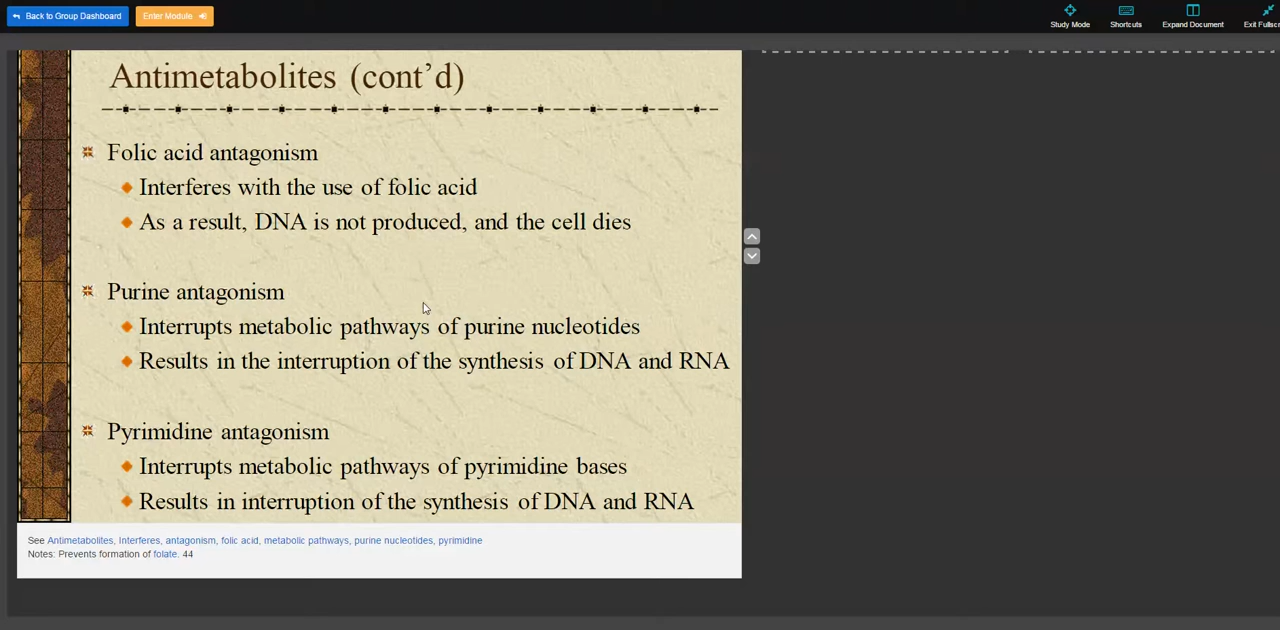 Back to Group Dashboard
Enter Module
Study Mode
Shortcuts
Expand Document
Exit Fullscr
Antimetabolites (cont’d)
Folic acid antagonism
Interferes with the use of folic acid
As a result, DNA is not produced, and the cell dies
Purine antagonism
Interrupts metabolic pathways of purine nucleotides
Results in the interruption of the synthesis of DNA and RNA
Pyrimidine antagonism
Interrupts metabolic pathways of pyrimidine bases
Results in interruption of the synthesis of DNA and RNA
See Antimetabolites, Interferes, antagonism, folic acid, metabolic pathways, purine nucleotides, pyrimidine
Notes: Prevents formation of folate. 44